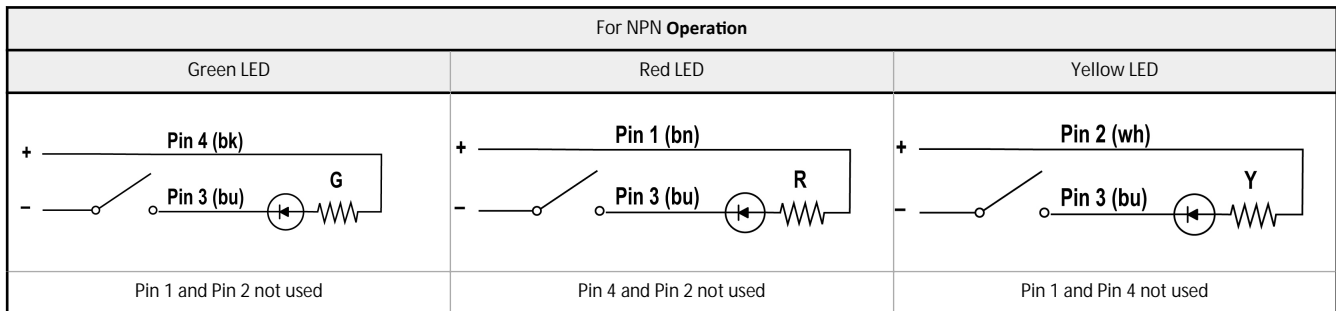 For NPN Operation
Green LED
Red LED
Yellow LED
+ Pin 4 (bk)
G
– Pin 3 (bu)
+ Pin 1 (bn)
R
– Pin 3 (bu)
+ Pin 2 (wh)
Y
– Pin 3 (bu)
Pin 1 and Pin 2 not used
Pin 4 and Pin 2 not used
Pin 1 and Pin 4 not used